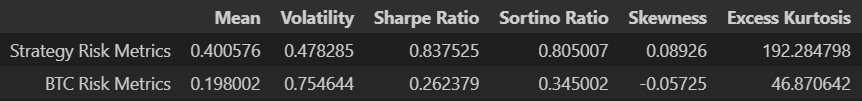 Mean Volatility Sharpe Ratio Sortino Ratio Skewness Excess Kurtosis
Strategy Risk Metrics 0.400576 0.478285 0.837525 0.805007 0.08926 192.284798
BTC Risk Metrics 0.198002 0.754644 0.262379 0.345002 -0.05725 46.870642